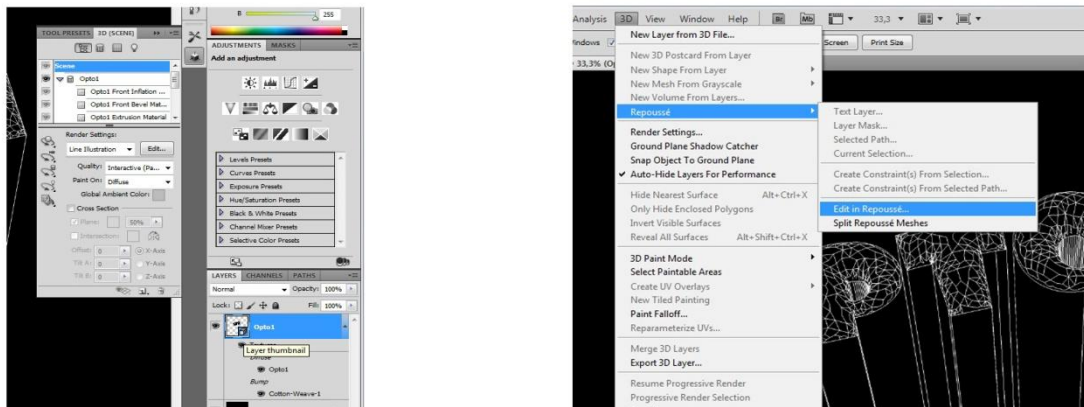 B 255
TOOL PRESETS 3D {SCENE}
Scene
Opto1
Opto1 Front Inflation ...
Opto1 Front Bevel Mat...
Opto1 Extrusion Material
Render Settings:
Line Illustration Edit...
Quality: Interactive (Pa...
Paint On: Diffuse
Global Ambient Color:
Cross Section
Plane: 50%
Intersection:
Offset: 0 X-Axis
Tilt A: 0 Y-Axis
Tilt B: 0 Z-Axis
ADJUSTMENTS MASKS
Add an adjustment
Levels Presets
Curves Presets
Exposure Presets
Hue/Saturation Presets
Black & White Presets
Channel Mixer Presets
Selective Color Presets
LAYERS CHANNELS PATHS
Normal Opacity: 100%
Lock: Fill: 100%
Opto1
Layer thumbnail
Diffuse
Opto1
Bump
Cotton-Weave-1
Analysis 3D View Window Help Br Mb 33,3
Screen Print Size
New Layer from 3D File...
New 3D Postcard From Layer
New Shape From Layer
New Mesh From Grayscale
New Volume From Layers...
Repoussé
Render Settings...
Ground Plane Shadow Catcher
Snap Object To Ground Plane
✔ Auto-Hide Layers For Performance
Hide Nearest Surface Alt+Ctrl+X
Only Hide Enclosed Polygons
Invert Visible Surfaces
Reveal All Surfaces Alt+Shift+Ctrl+X
3D Paint Mode
Select Paintable Areas
Create UV Overlays
New Tiled Painting
Paint Falloff...
Reparameterize UVs...
Merge 3D Layers
Export 3D Layer...
Resume Progressive Render
Progressive Render Selection
Text Layer...
Layer Mask...
Selected Path...
Current Selection...
Create Constraint(s) From Selection...
Create Constraint(s) From Selected Path...
Edit in Repoussé...
Split Repoussé Meshes